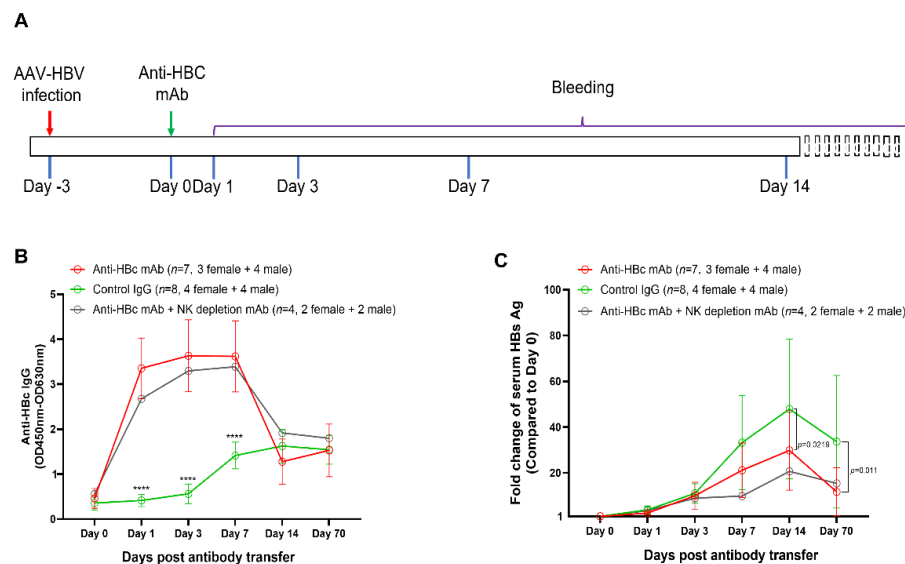 A
AAV-HBV
infection
Anti-HBC
mAb
Bleeding
Day -3
Day 0
Day 1
Day 3
Day 7
Day 14
B
Anti-HBc mAb (n=7, 3 female + 4 male)
Control IgG (n=8, 4 female + 4 male)
Anti-HBc mAb + NK depletion mAb (n=4, 2 female + 2 male)
Anti-HBc IgG
(OD450nm-OD630nm)
5
4
3
2
1
0
****
****
****
Day 0
Day 1
Day 3
Day 7
Day 14
Day 70
Days post antibody transfer
C
Anti-HBc mAb (n=7, 3 female + 4 male)
Control IgG (n=8, 4 female + 4 male)
Anti-HBc mAb + NK depletion mAb (n=4, 2 female + 2 male)
Fold change of serum HBs Ag
(Compared to Day 0)
100
80
60
40
20
1
p=0.0219
p=0.011
Day 0
Day 1
Day 3
Day 7
Day 14
Day 70
Days post antibody transfer